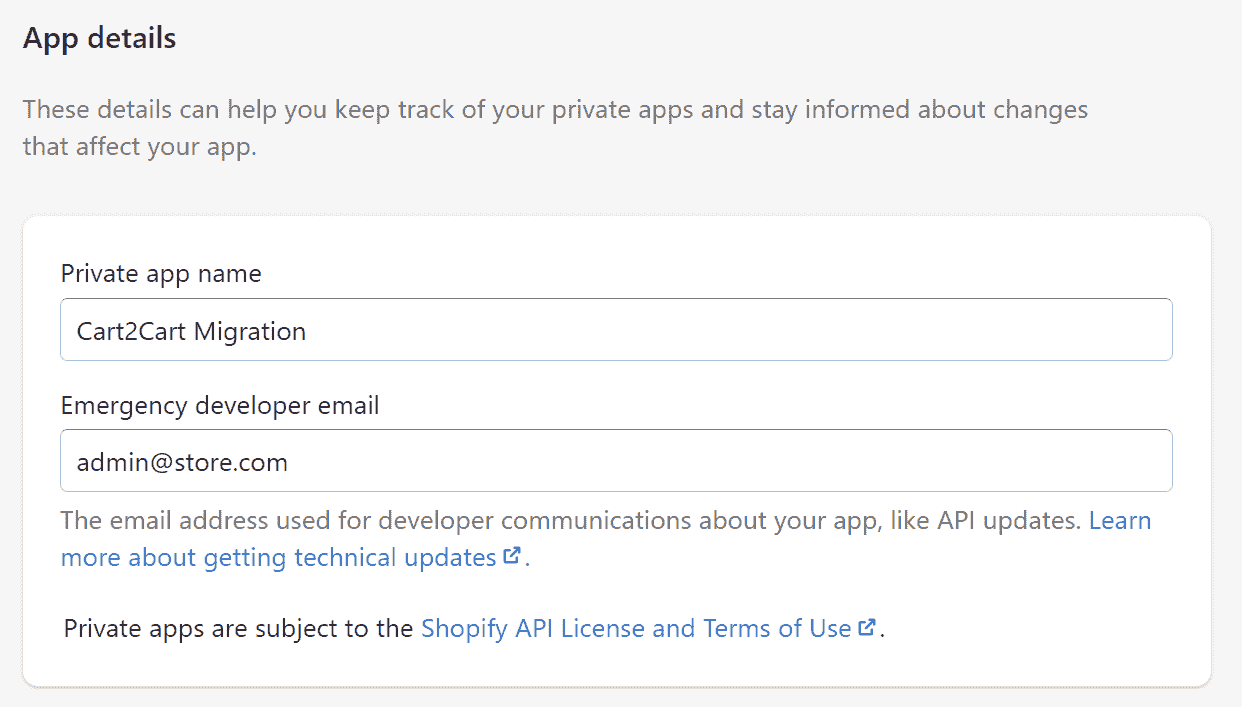 App details
These details can help you keep track of your private apps and stay informed about changes
that affect your app.
Private app name
Cart2Cart Migration
Emergency developer email
admin@store.com
The email address used for developer communications about your app, like API updates. Learn
more about getting technical updates.
Private apps are subject to the Shopify API License and Terms of Use.